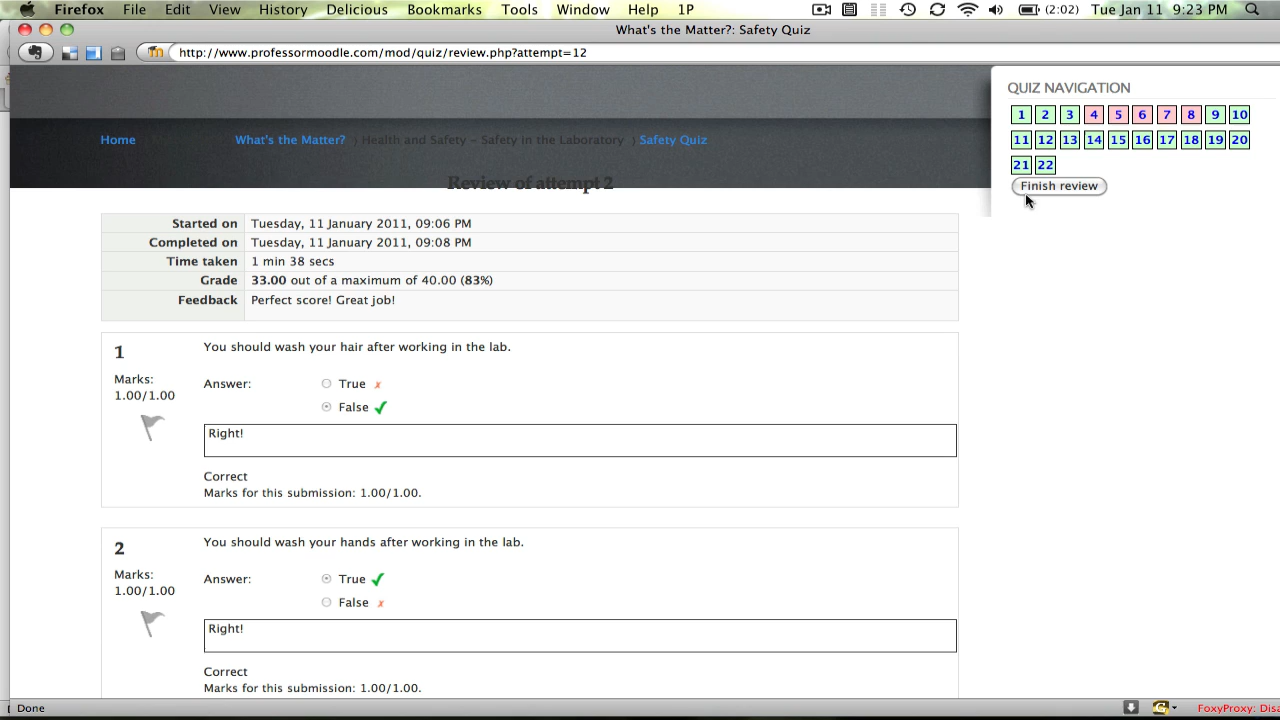 Firefox File Edit View History Delicious Bookmarks Tools Window Help 1P (2:02) Tue Jan 11 9:23 PM
What's the Matter?: Safety Quiz
http://www.professormoodle.com/mod/quiz/review.php?attempt=12
QUIZ NAVIGATION
1 2 3 4 5 6 7 8 9 10
11 12 13 14 15 16 17 18 19 20
21 22
Finish review
Home What's the Matter? ⟩ Health and Safety - Safety in the Laboratory ⟩ Safety Quiz
Review of attempt 2
Started on Tuesday, 11 January 2011, 09:06 PM
Completed on Tuesday, 11 January 2011, 09:08 PM
Time taken 1 min 38 secs
Grade 33.00 out of a maximum of 40.00 (83%)
Feedback Perfect score! Great job!
1 You should wash your hair after working in the lab.
Marks:
1.00/1.00
Answer: True
False
Right!
Correct
Marks for this submission: 1.00/1.00.
2 You should wash your hands after working in the lab.
Marks:
1.00/1.00
Answer: True
False
Right!
Correct
Marks for this submission: 1.00/1.00.
Done FoxyProxy: Disa